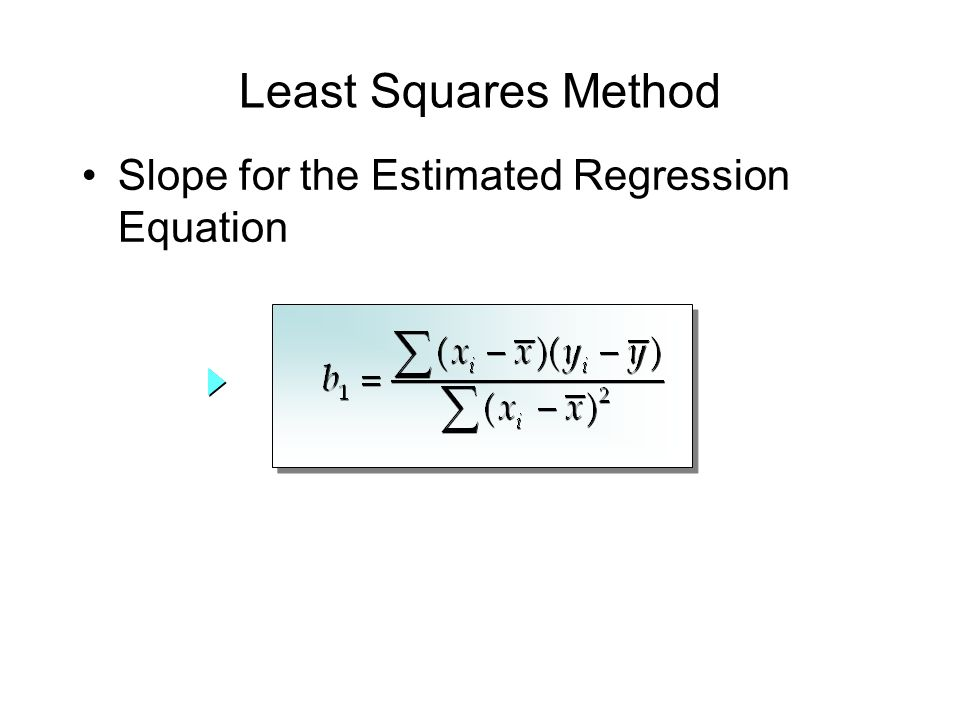 Least Squares Method
• Slope for the Estimated Regression
Equation
b₁ = ∑(xᵢ − x̅)(yᵢ − y̅) / ∑(xᵢ − x̅)²